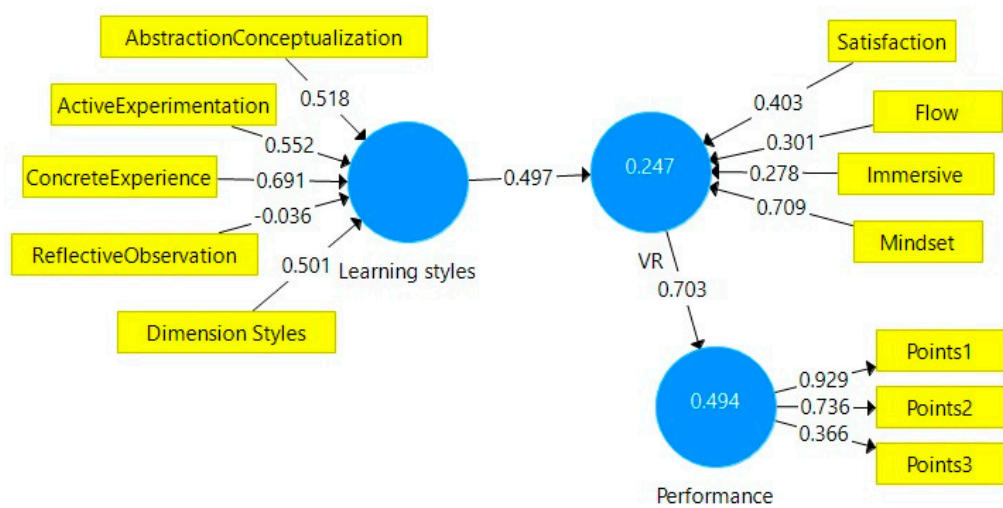 AbstractionConceptualization
0.518
ActiveExperimentation
0.552
ConcreteExperience
0.691
-0.036
ReflectiveObservation
0.501
Dimension Styles
Learning styles
0.497
0.247
VR
Satisfaction
0.403
Flow
0.301
Immersive
0.278
0.709
Mindset
0.703
0.494
Performance
0.929
Points1
0.736
Points2
0.366
Points3